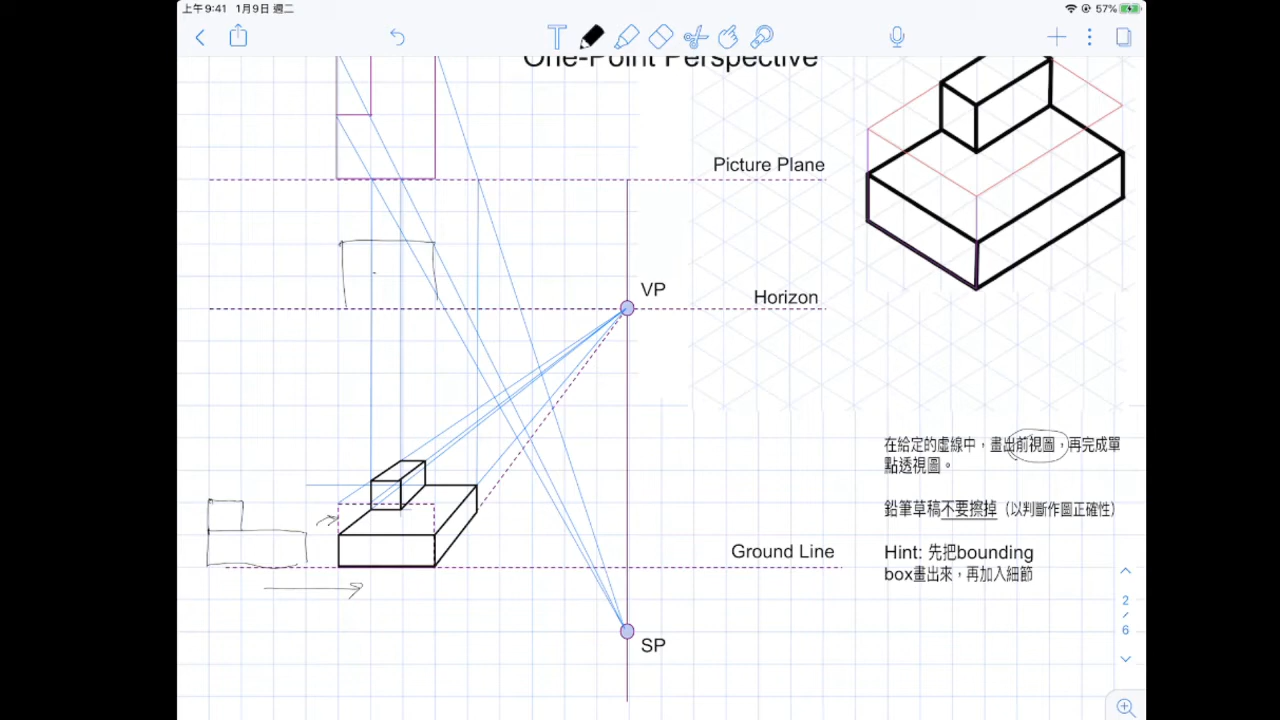 上午9:41 1月9日 週二
57%
One-Point Perspective
Picture Plane
VP
Horizon
在給定的虛線中，畫出前視圖，再完成單
點透視圖。
鉛筆草稿不要擦掉（以判斷作圖正確性）
Ground Line
Hint: 先把bounding
box畫出來，再加入細節
2
6
SP